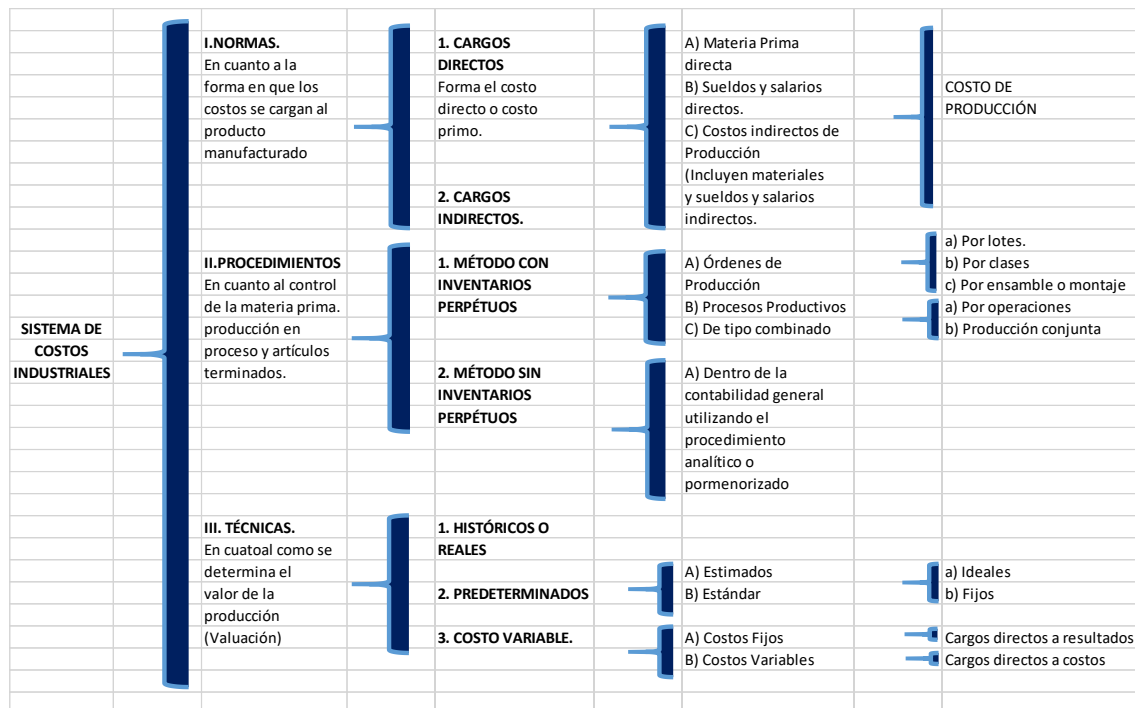 SISTEMA DE
COSTOS
INDUSTRIALES
I.NORMAS.
En cuanto a la
forma en que los
costos se cargan al
producto
manufacturado
1. CARGOS
DIRECTOS
Forma el costo
directo o costo
primo.
2. CARGOS
INDIRECTOS.
A) Materia Prima
directa
B) Sueldos y salarios
directos.
C) Costos indirectos de
Producción
(Incluyen materiales
y sueldos y salarios
indirectos.
COSTO DE
PRODUCCIÓN
II.PROCEDIMIENTOS
En cuanto al control
de la materia prima.
producción en
proceso y artículos
terminados.
1. MÉTODO CON
INVENTARIOS
PERPÉTUOS
A) Órdenes de
Producción
B) Procesos Productivos
C) De tipo combinado
a) Por lotes.
b) Por clases
c) Por ensamble o montaje
a) Por operaciones
b) Producción conjunta
2. MÉTODO SIN
INVENTARIOS
PERPÉTUOS
A) Dentro de la
contabilidad general
utilizando el
procedimiento
analítico o
pormenorizado
III. TÉCNICAS.
En cuatoal como se
determina el
valor de la
producción
(Valuación)
1. HISTÓRICOS O
REALES
2. PREDETERMINADOS
A) Estimados
B) Estándar
a) Ideales
b) Fijos
3. COSTO VARIABLE.
A) Costos Fijos
B) Costos Variables
Cargos directos a resultados
Cargos directos a costos